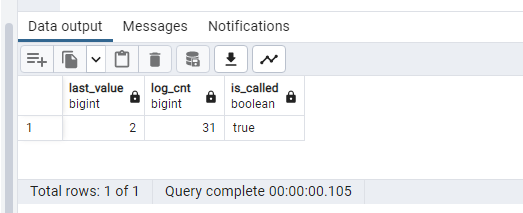 Data output Messages Notifications
last_value log_cnt is_called
bigint bigint boolean
1 2 31 true
Total rows: 1 of 1 Query complete 00:00:00.105